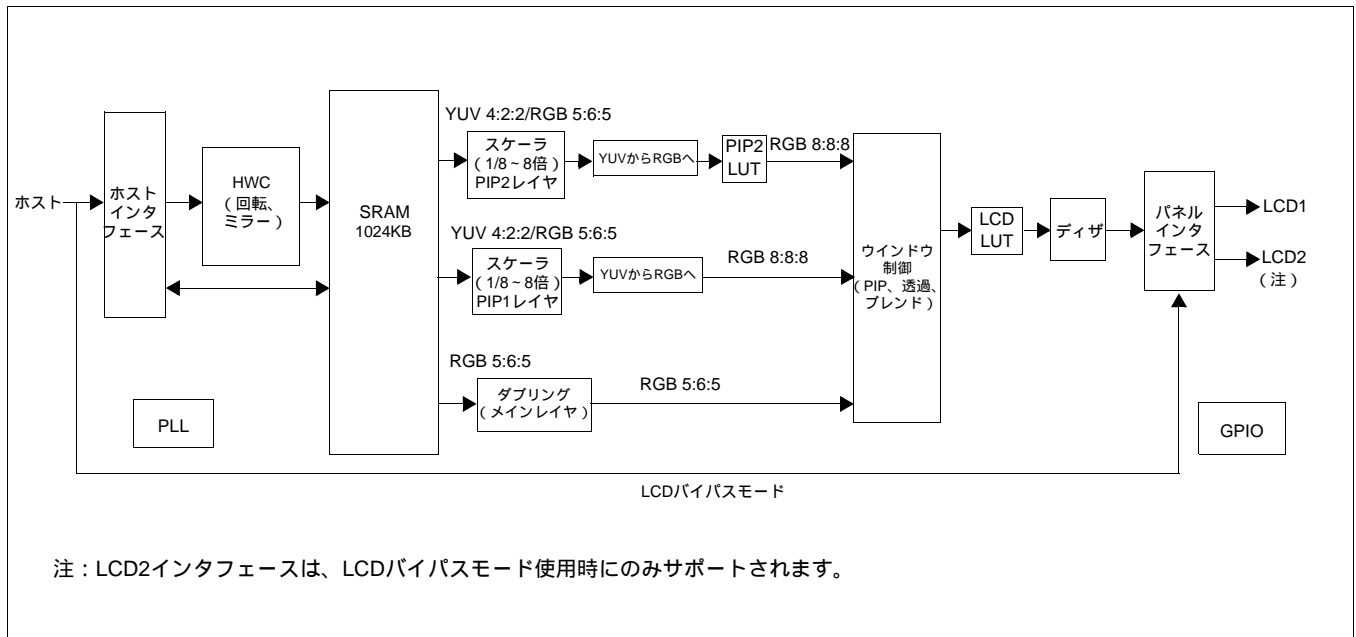 ホスト
ホスト
インタ
フェース
HWC
（回転、
ミラー）
SRAM
1024KB
YUV 4:2:2/RGB 5:6:5
スケーラ
（1/8～8倍）
PIP2レイヤ
YUVからRGBへ
PIP2
LUT
RGB 8:8:8
YUV 4:2:2/RGB 5:6:5
スケーラ
（1/8～8倍）
PIP1レイヤ
YUVからRGBへ
RGB 8:8:8
RGB 5:6:5
ダブリング
（メインレイヤ）
RGB 5:6:5
ウインドウ
制御
（PIP、透過、
ブレンド）
LCD
LUT
ディザ
パネル
インタ
フェース
LCD1
LCD2
（注）
PLL
GPIO
LCDバイパスモード
注：LCD2インタフェースは、LCDバイパスモード使用時にのみサポートされます。